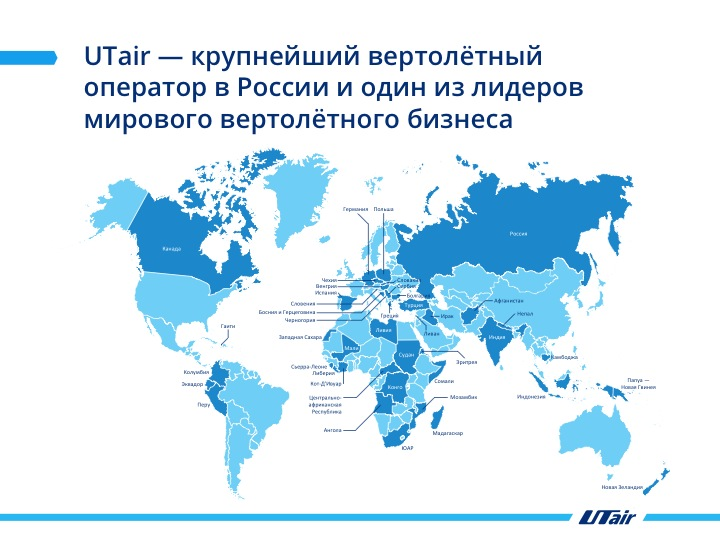 UTair — крупнейший вертолётный
оператор в России и один из лидеров
мирового вертолётного бизнеса
Германия
Польша
Россия
Канада
Чехия
Венгрия
Испания
Словакия
Сербия
Болгария
Словения
Босния и Герцеговина
Черногория
Греция
Турция
Афганистан
Непал
Ирак
Ливан
Гаити
Западная Сахара
Ливия
Индия
Мали
Судан
Камбоджа
Эритрея
Колумбия
Эквадор
Перу
Сьерра-Леоне
Либерия
Кот-Д'Ивуар
Конго
Сомали
Папуа —
Новая Гвинея
Центрально-
африканская
Республика
Мозамбик
Индонезия
Ангола
Мадагаскар
ЮАР
Новая Зеландия
UTair